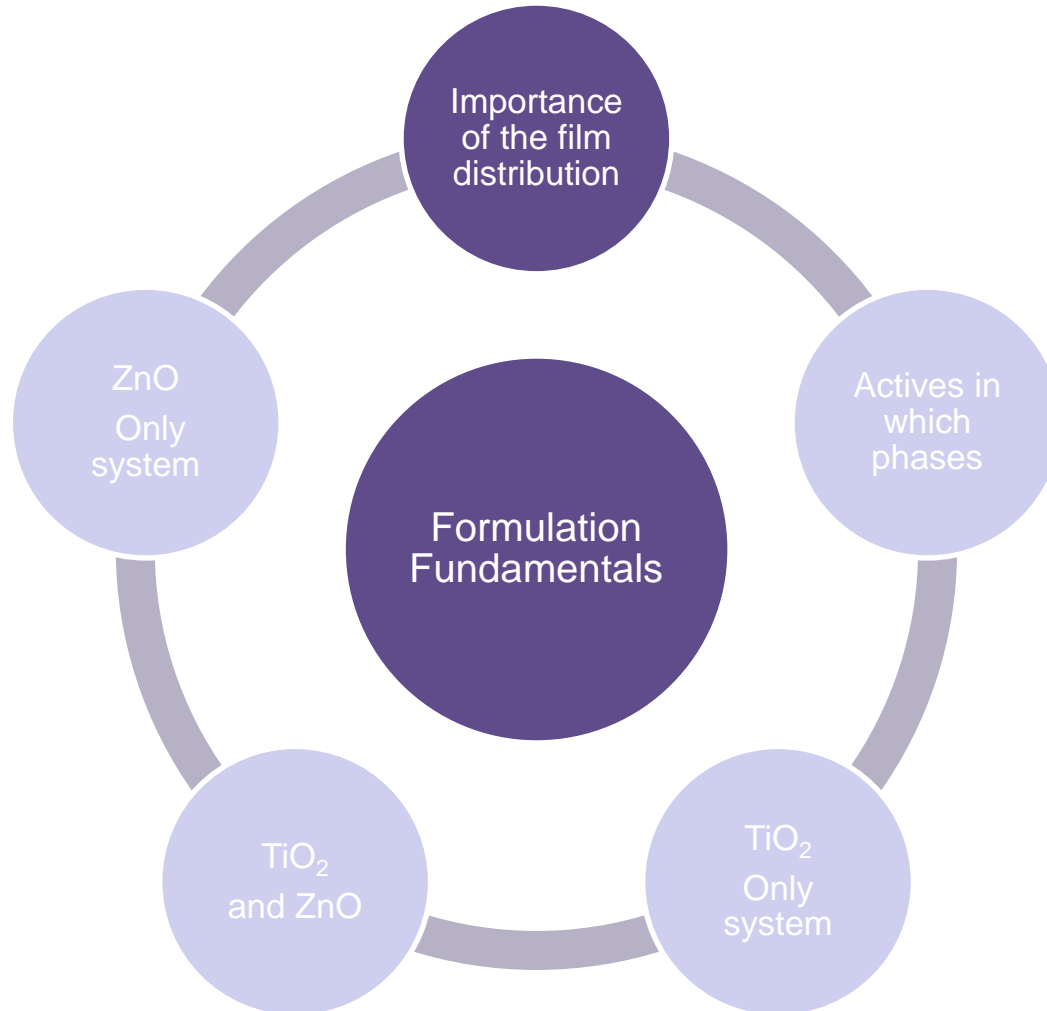 Importance
of the film
distribution
Actives in
which
phases
TiO₂
Only
system
TiO₂
and ZnO
ZnO
Only
system
Formulation
Fundamentals